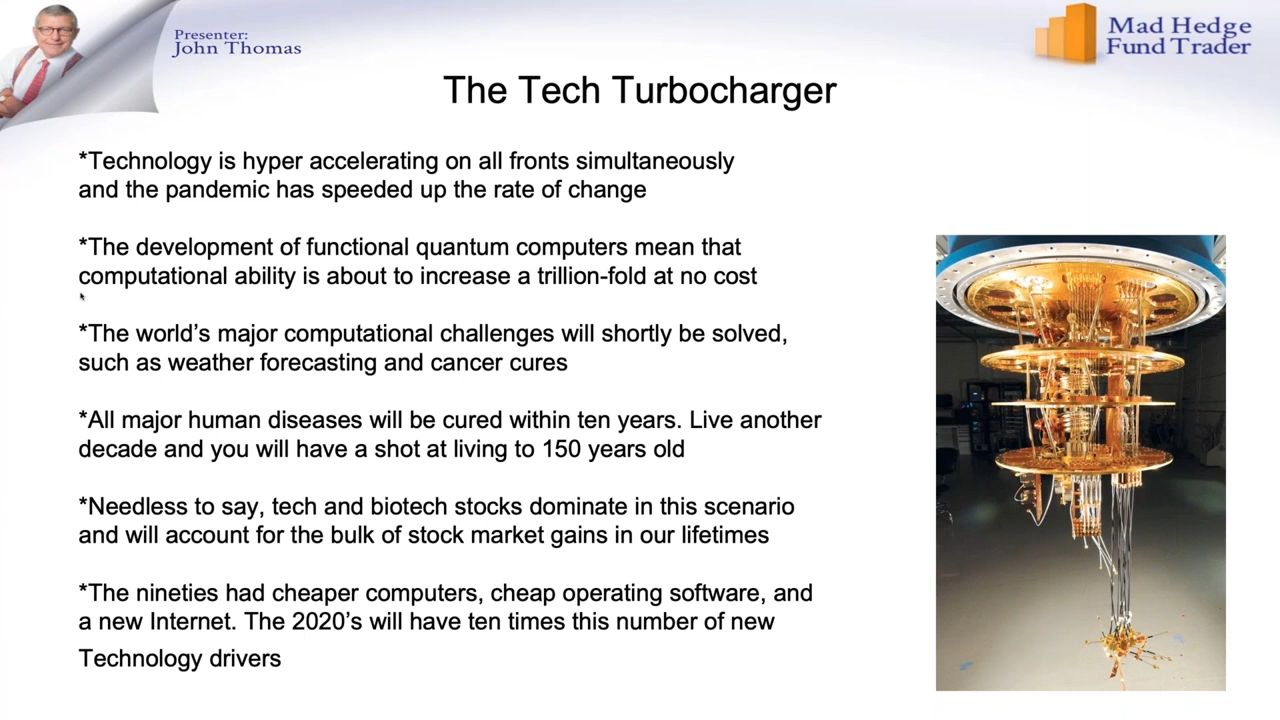 Presenter:
John Thomas
Mad Hedge
Fund Trader
The Tech Turbocharger
*Technology is hyper accelerating on all fronts simultaneously
and the pandemic has speeded up the rate of change
*The development of functional quantum computers mean that
computational ability is about to increase a trillion-fold at no cost
*The world’s major computational challenges will shortly be solved,
such as weather forecasting and cancer cures
*All major human diseases will be cured within ten years. Live another
decade and you will have a shot at living to 150 years old
*Needless to say, tech and biotech stocks dominate in this scenario
and will account for the bulk of stock market gains in our lifetimes
*The nineties had cheaper computers, cheap operating software, and
a new Internet. The 2020’s will have ten times this number of new
Technology drivers